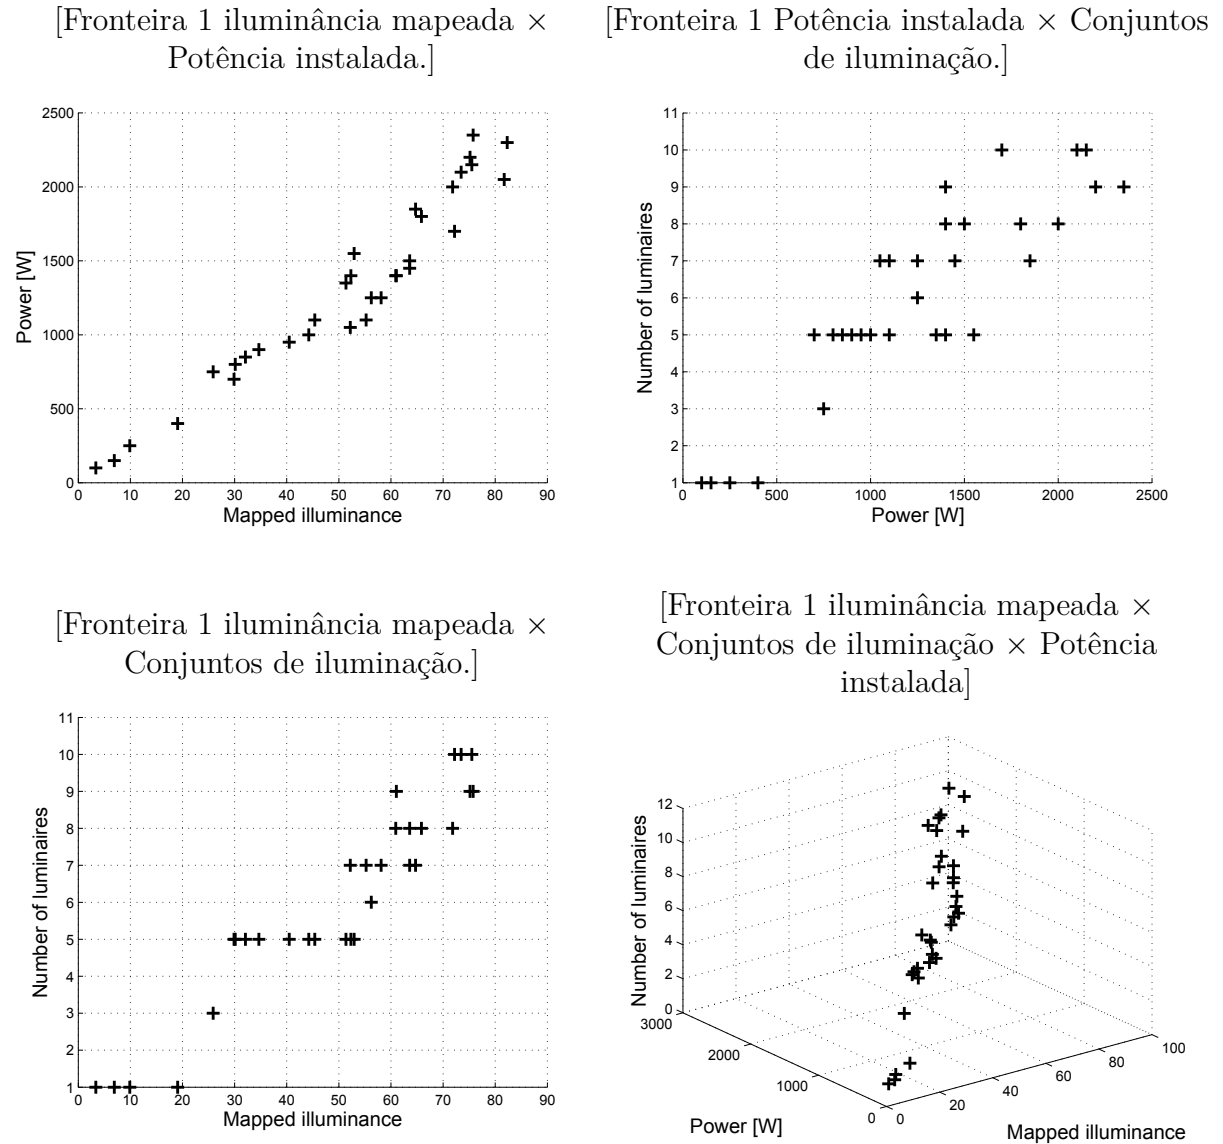 [Fronteira 1 iluminância mapeada ×
Potência instalada.]
2500
2000
1500
1000
500
0
Power [W]
0 10 20 30 40 50 60 70 80 90
Mapped illuminance
[Fronteira 1 Potência instalada × Conjuntos
de iluminação.]
11
10
9
8
7
6
5
4
3
2
1
Number of luminaires
0 500 1000 1500 2000 2500
Power [W]
[Fronteira 1 iluminância mapeada ×
Conjuntos de iluminação.]
11
10
9
8
7
6
5
4
3
2
1
Number of luminaires
0 10 20 30 40 50 60 70 80 90
Mapped illuminance
[Fronteira 1 iluminância mapeada ×
Conjuntos de iluminação × Potência
instalada]
12
10
8
6
4
2
0
Number of luminaires
3000
2000
1000
0
Power [W]
0 20 40 60 80 100
Mapped illuminance